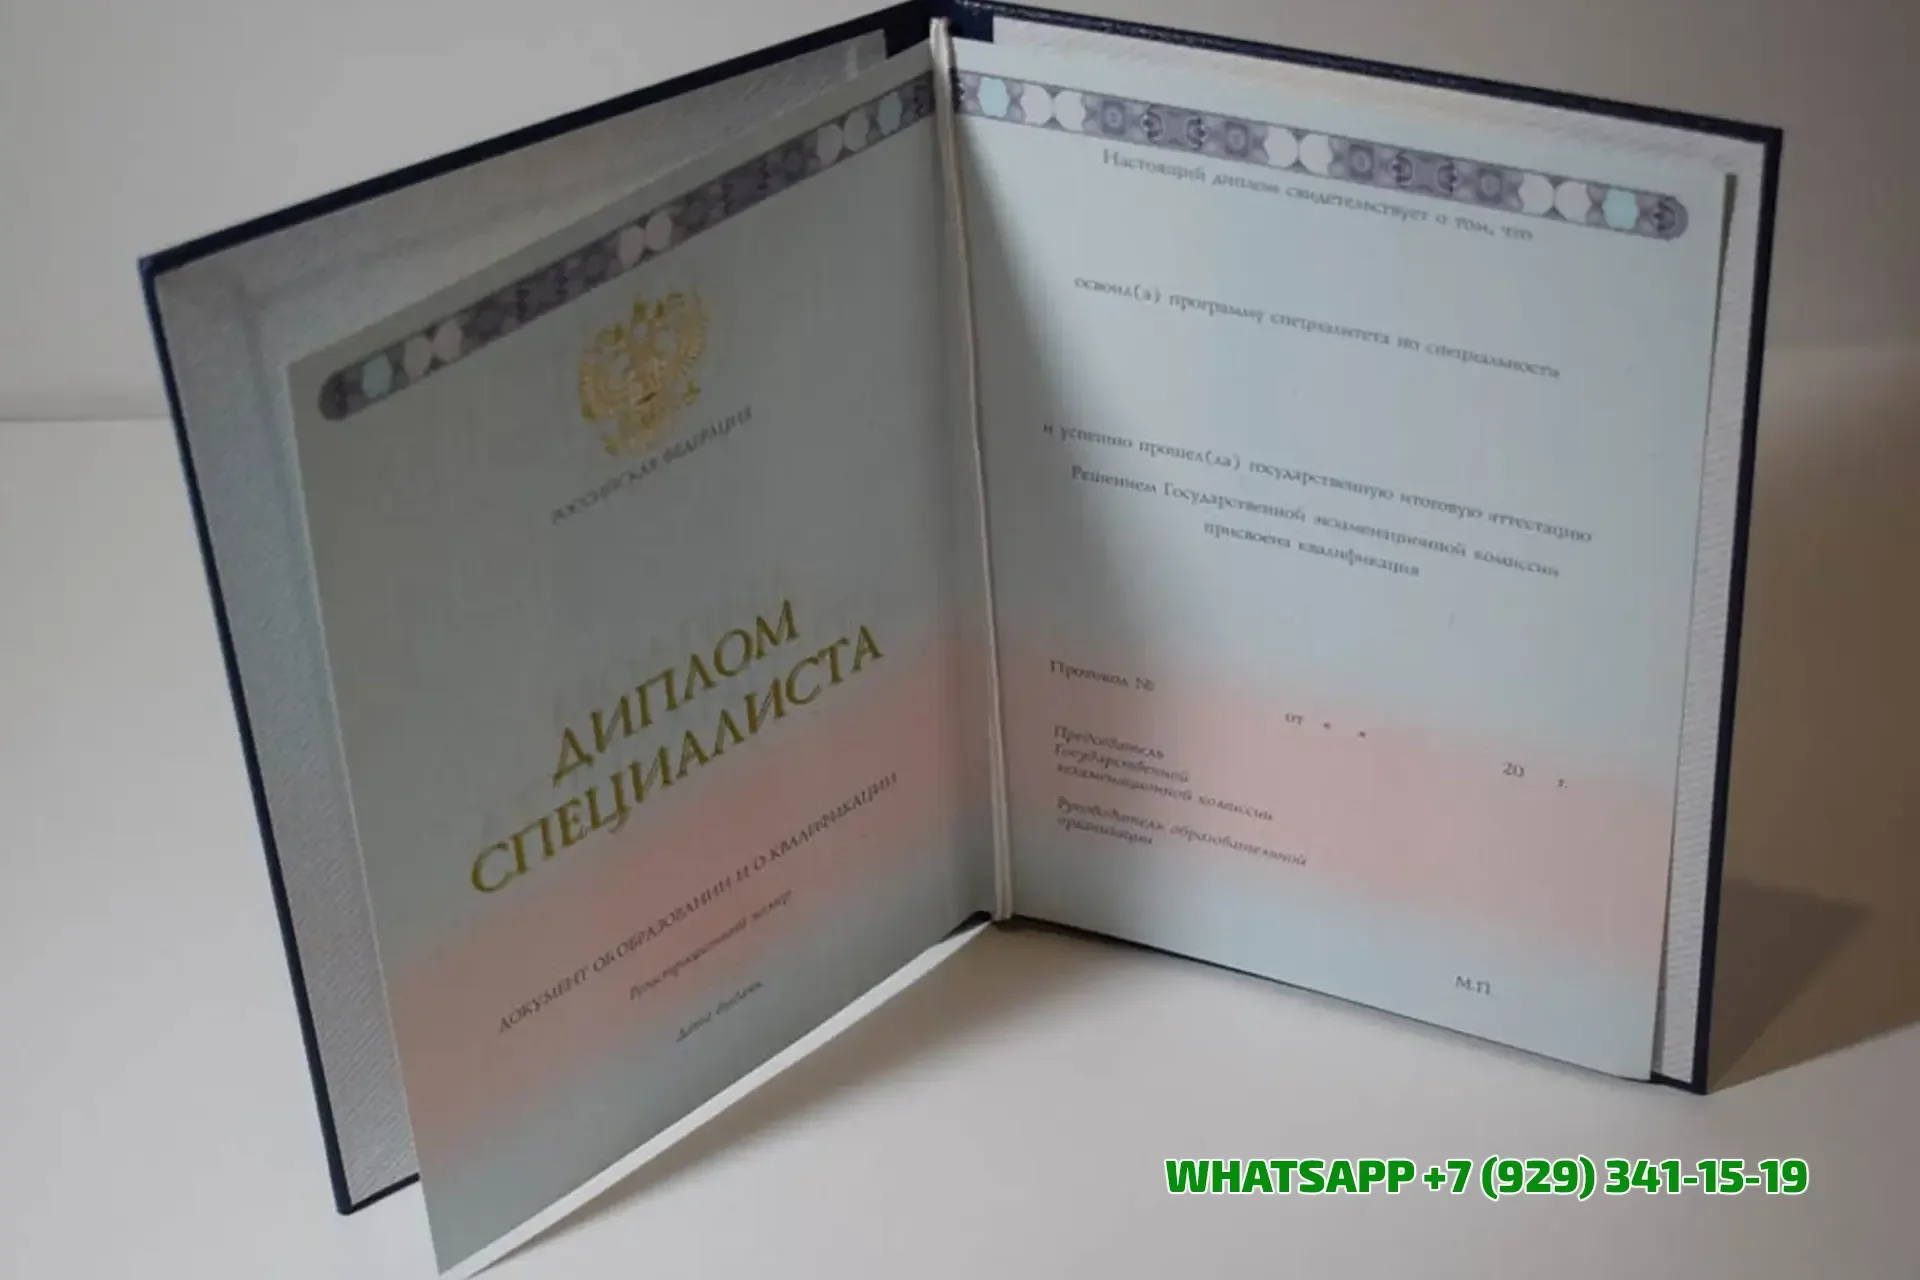 РОССИЙСКАЯ ФЕДЕРАЦИЯ
ДИПЛОМ
СПЕЦИАЛИСТА
ДОКУМЕНТ ОБ ОБРАЗОВАНИИ И О КВАЛИФИКАЦИИ
Регистрационный номер
Дата выдачи
Настоящий диплом свидетельствует о том, что
освоил(а) программу специалитета по специальности
и успешно прошел(ла) государственную итоговую аттестацию
Решением Государственной экзаменационной комиссии
присвоена квалификация
Протокол №
от « »
20 г.
Председатель
Государственной
экзаменационной комиссии
Руководитель образовательной
организации
М.П.
WHATSAPP +7 (929) 341-15-19